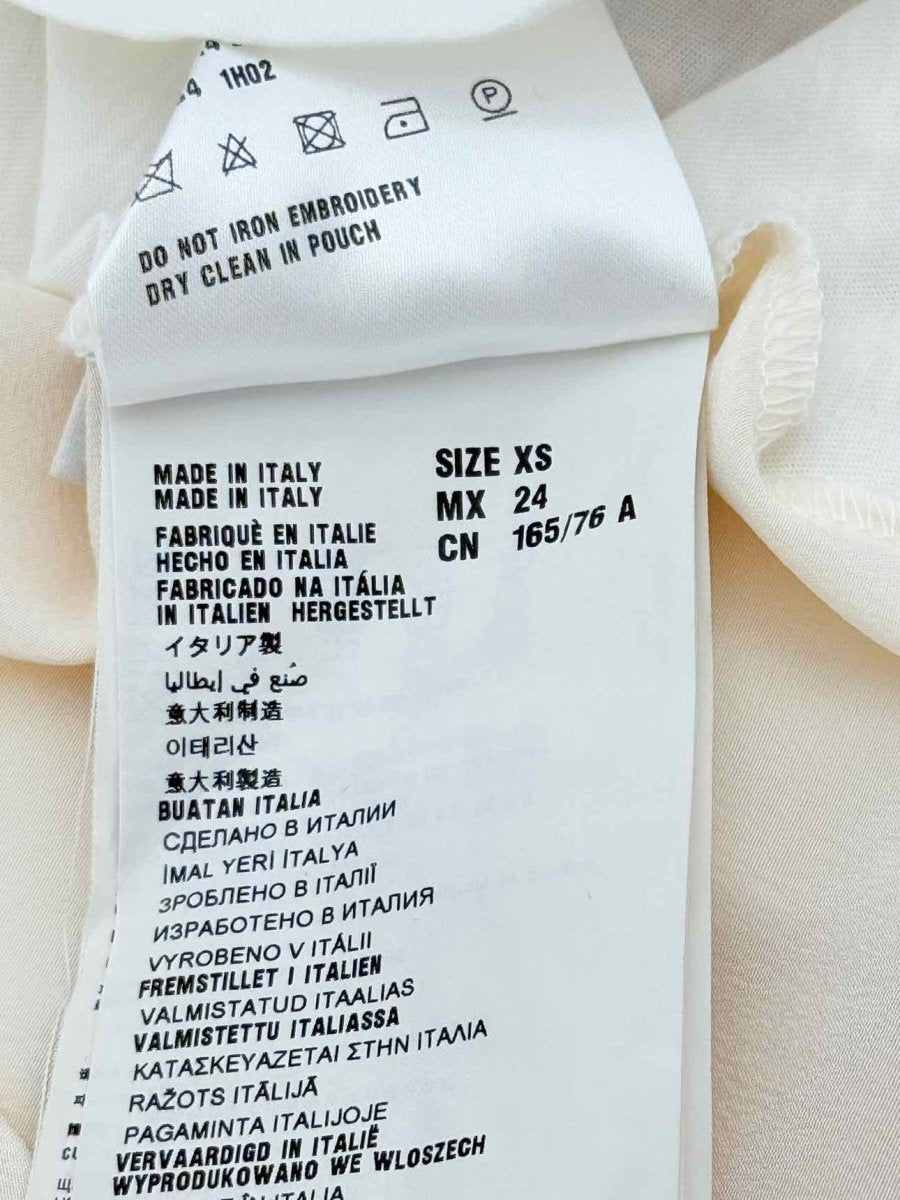 1H02
P
DO NOT IRON EMBROIDERY
DRY CLEAN IN POUCH
MADE IN ITALY
MADE IN ITALY
FABRIQUÈ EN ITALIE
HECHO EN ITALIA
FABRICADO NA ITÁLIA
IN ITALIEN HERGESTELLT
イタリア製
صُنع في إيطاليا
意大利制造
이태리산
意大利製造
BUATAN ITALIA
СДЕЛАНО В ИТАЛИИ
İMAL YERİ İTALYA
ЗРОБЛЕНО В ІТАЛІЇ
ИЗРАБОТЕНО В ИТАЛИЯ
VYROBENO V ITÁLII
FREMSTILLET I ITALIEN
VALMISTATUD ITAALIAS
VALMISTETTU ITALIASSA
ΚΑΤΑΣΚΕΥΑΖΕΤΑΙ ΣΤΗΝ ΙΤΑΛΙΑ
RAŽOTS ITĀLIJĀ
PAGAMINTA ITALIJOJE
VERVAARDIGD IN ITALIË
WYPRODUKOWANO WE WLOSZECH
SIZE XS
MX 24
CN 165/76 A